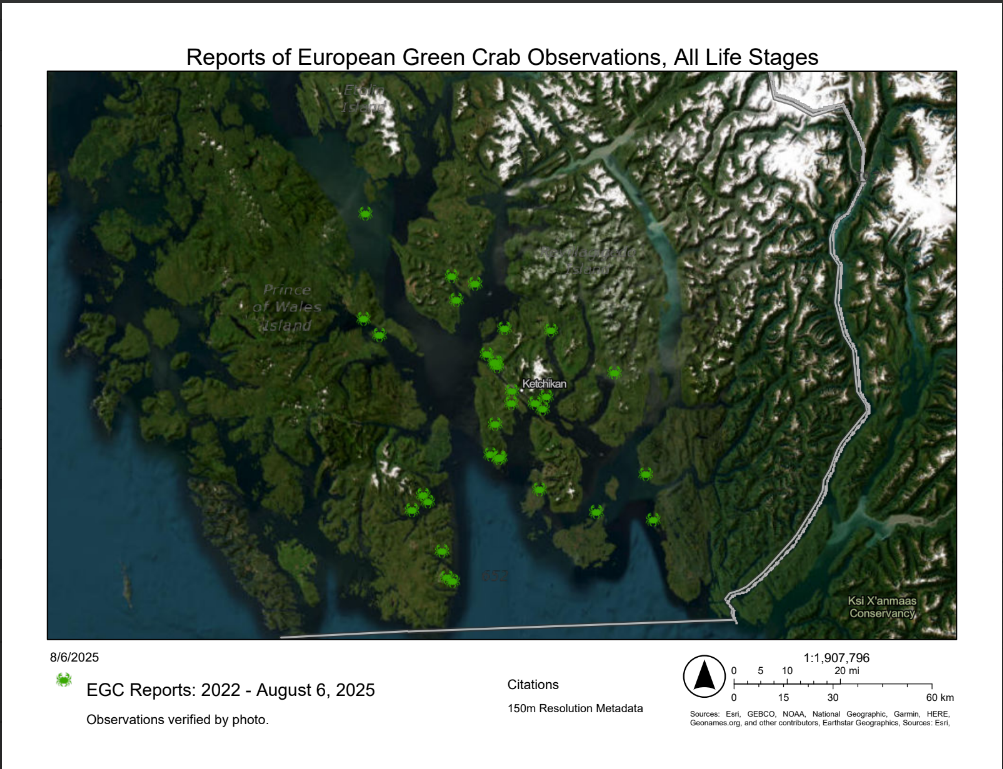 Reports of European Green Crab Observations, All Life Stages
Island
Prince
of Wales
Island
Ketchikan
Ksi X'anmaas
Conservancy
8/6/2025
EGC Reports: 2022 - August 6, 2025
Observations verified by photo.
Citations
150m Resolution Metadata
1:1,907,796
0 5 10 20 mi
0 15 30 60 km
Sources: Esri, GEBCO, NOAA, National Geographic, Garmin, HERE,
Geonames.org, and other contributors, Earthstar Geographics, Sources: Esri,